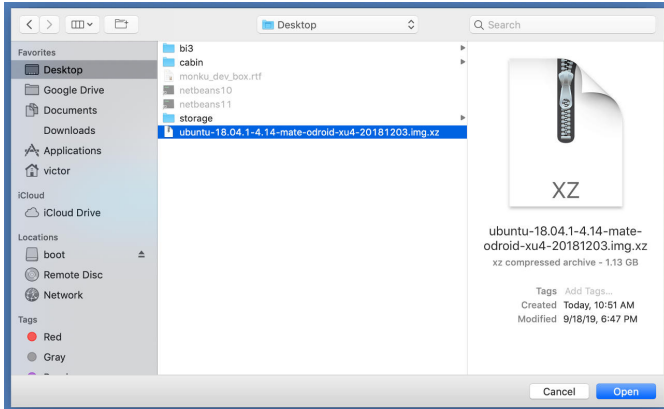 Desktop
Search
Favorites
Desktop
Google Drive
Documents
Downloads
Applications
victor
iCloud
iCloud Drive
Locations
boot
Remote Disc
Network
Tags
Red
Gray
bi3
cabin
monku_dev_box.rtf
netbeans10
netbeans11
storage
ubuntu-18.04.1-4.14-mate-odroid-xu4-20181203.img.xz
XZ
ubuntu-18.04.1-4.14-mate-
odroid-xu4-20181203.img.xz
xz compressed archive - 1.13 GB
Tags Add Tags...
Created Today, 10:51 AM
Modified 9/18/19, 6:47 PM
Cancel
Open